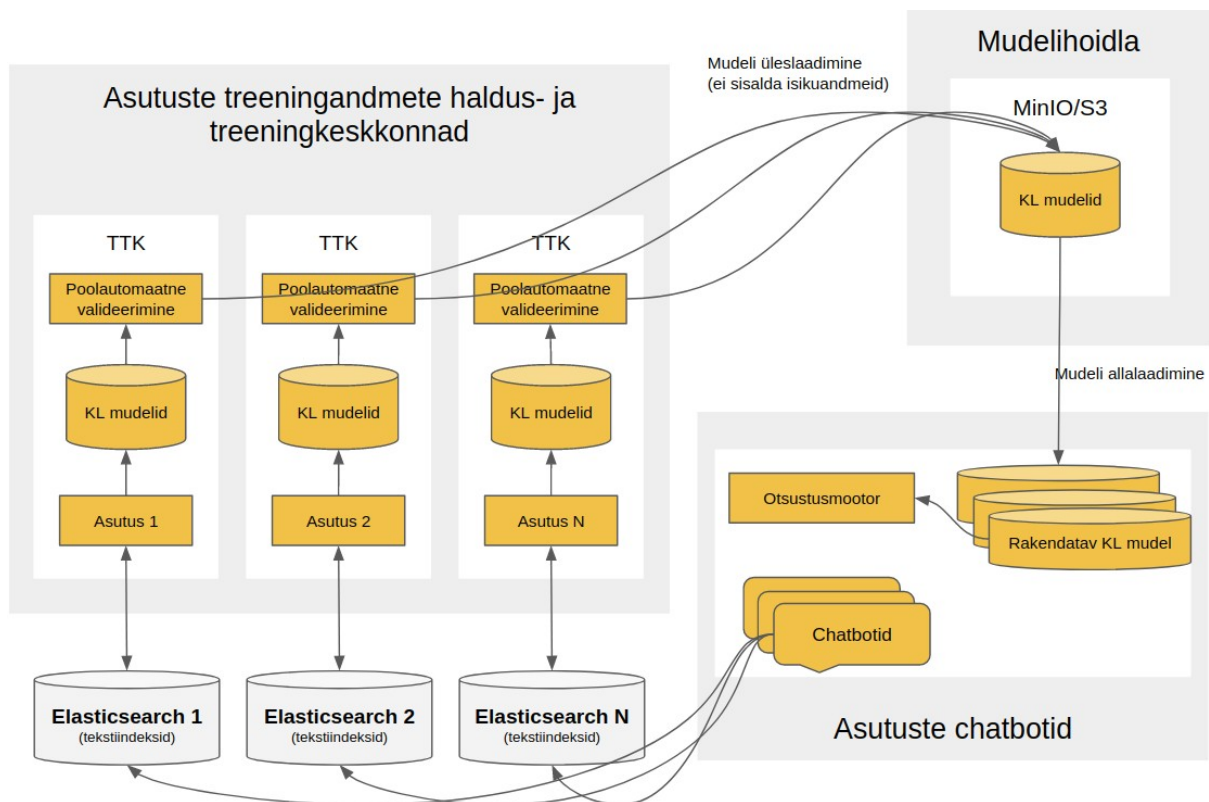 Mudelihoidla
MinIO/S3
KL mudelid
Mudeli üleslaadimine
(ei sisalda isikuandmeid)
Asutuste treeningandmete haldus- ja
treeningkeskkonnad
TTK
Poolautomaatne
valideerimine
KL mudelid
Asutus 1
TTK
Poolautomaatne
valideerimine
KL mudelid
Asutus 2
TTK
Poolautomaatne
valideerimine
KL mudelid
Asutus N
Elasticsearch 1
(tekstiindeksid)
Elasticsearch 2
(tekstiindeksid)
Elasticsearch N
(tekstiindeksid)
Mudeli allalaadimine
Otsustusmootor
Rakendatav KL mudel
Chatbotid
Asutuste chatbotid